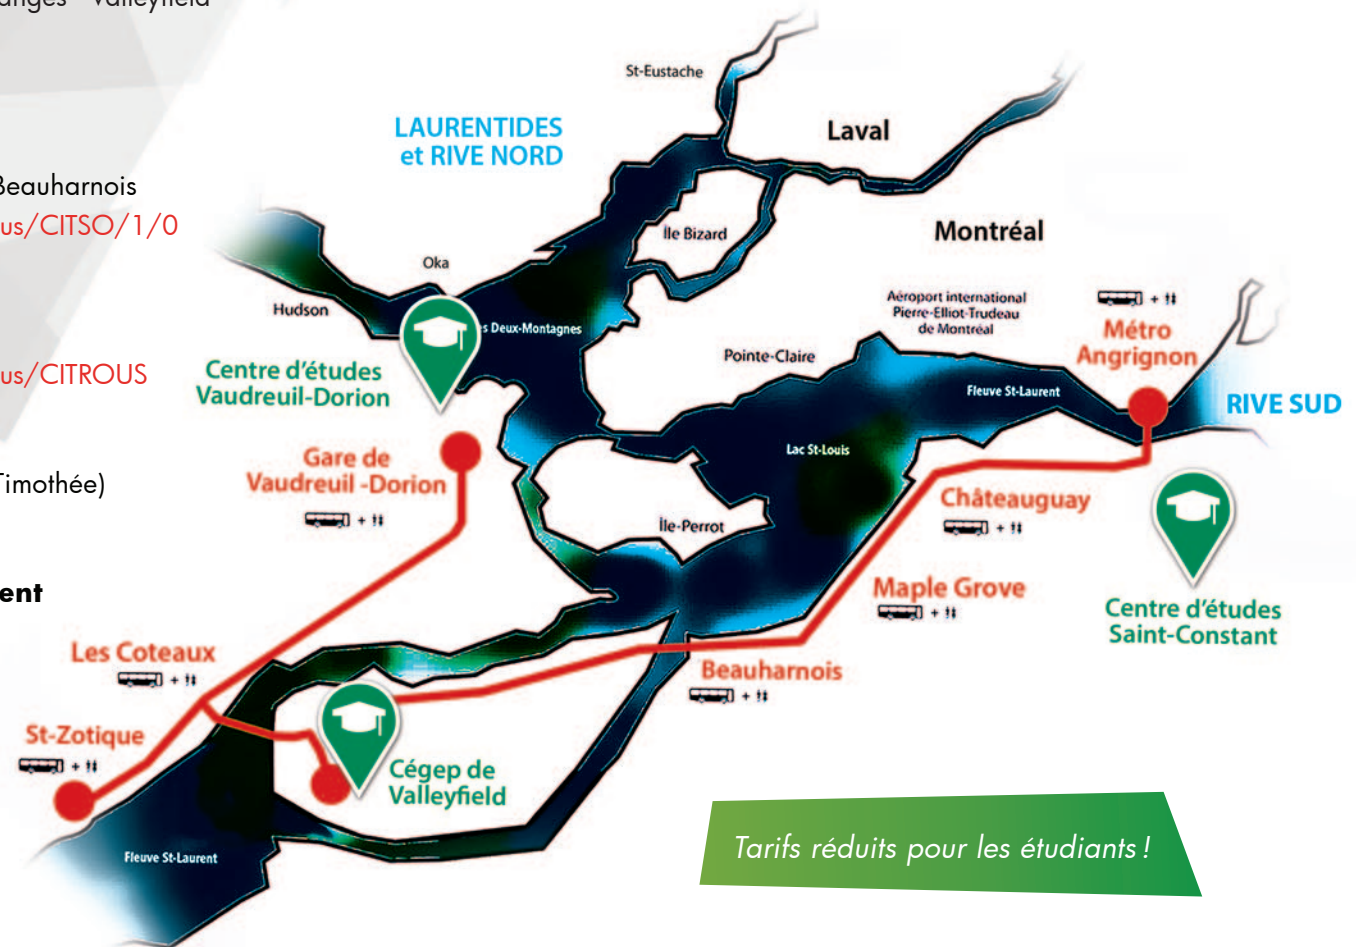 Valleyfield
St-Eustache
LAURENTIDES
et RIVE NORD
Laval
Beauharnois
us/CITSO/1/0
Île Bizard
Montréal
Oka
Hudson
Aéroport international
Pierre-Elliot-Trudeau
de Montréal
+
Métro
Angrignon
Deux-Montagnes
Pointe-Claire
Centre d'études
Vaudreuil-Dorion
us/CITROUS
Fleuve St-Laurent
RIVE SUD
Lac St-Louis
Gare de
Vaudreuil -Dorion
+
Timothée)
Châteauguay
+
Île-Perrot
Maple Grove
+
Centre d'études
Saint-Constant
Les Coteaux
+
Beauharnois
+
St-Zotique
+
Cégep de
Valleyfield
Fleuve St-Laurent
Tarifs réduits pour les étudiants !